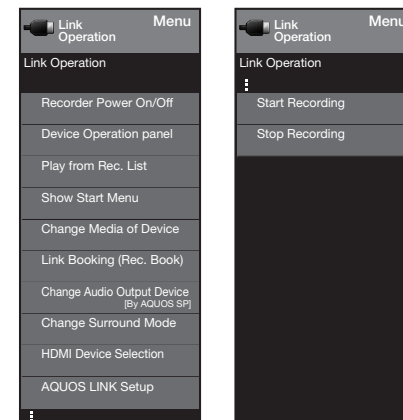 Link
Operation
Menu
Link Operation
Recorder Power On/Off
Device Operation panel
Play from Rec. List
Show Start Menu
Change Media of Device
Link Booking (Rec. Book)
Change Audio Output Device
[By AQUOS SP]
Change Surround Mode
HDMI Device Selection
AQUOS LINK Setup
Link
Operation
Menu
Link Operation
Start Recording
Stop Recording